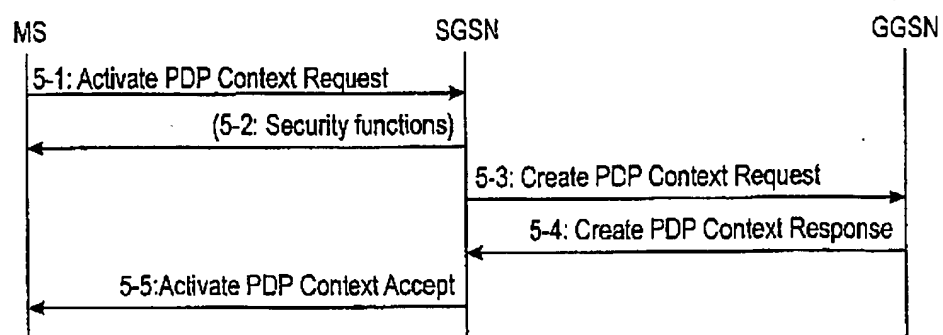 MS SGSN GGSN
5-1: Activate PDP Context Request
(5-2: Security functions)
5-3: Create PDP Context Request
5-4: Create PDP Context Response
5-5:Activate PDP Context Accept